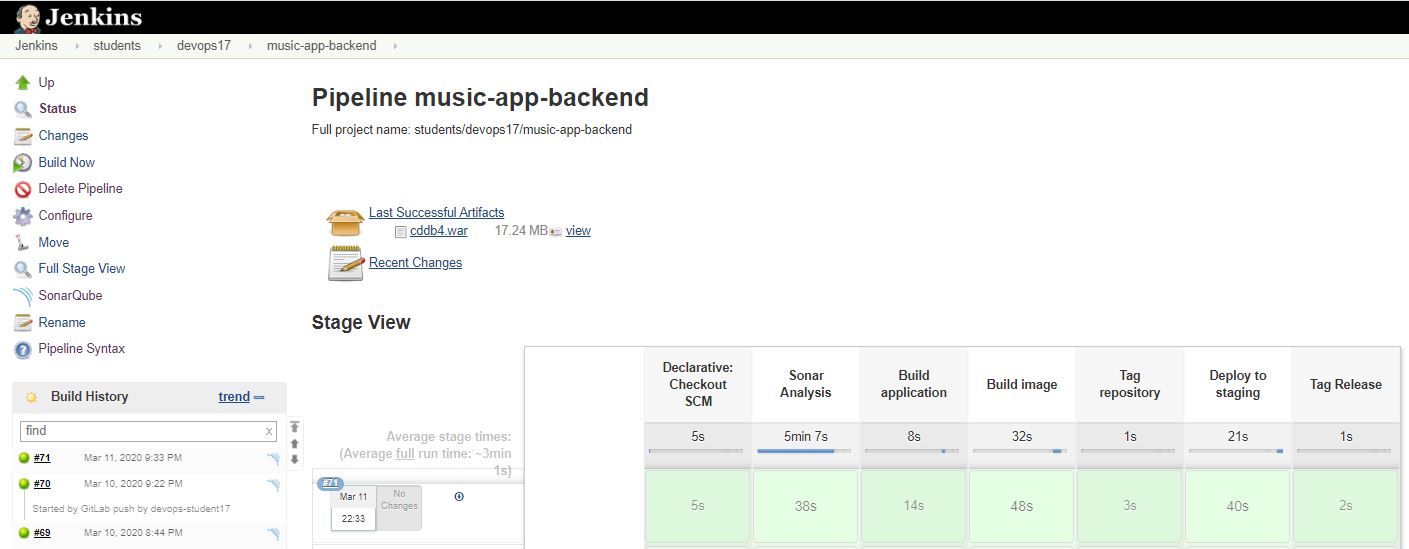 Jenkins
Jenkins students devops17 music-app-backend
Up
Status
Changes
Build Now
Delete Pipeline
Configure
Move
Full Stage View
SonarQube
Rename
Pipeline Syntax
Build History trend
find x
#71 Mar 11, 2020 9:33 PM
#70 Mar 10, 2020 9:22 PM
Started by GitLab push by devops-student17
#69 Mar 10, 2020 8:44 PM
Pipeline music-app-backend
Full project name: students/devops17/music-app-backend
Last Successful Artifacts
cddb4.war 17.24 MB view
Recent Changes
Stage View
Declarative: Checkout SCM
Sonar Analysis
Build application
Build image
Tag repository
Deploy to staging
Tag Release
Average stage times:
(Average full run time: ~3min
1s)
5s 5min 7s 8s 32s 1s 21s 1s
#71
Mar 11
22:33
No
Changes
5s 38s 14s 48s 3s 40s 2s